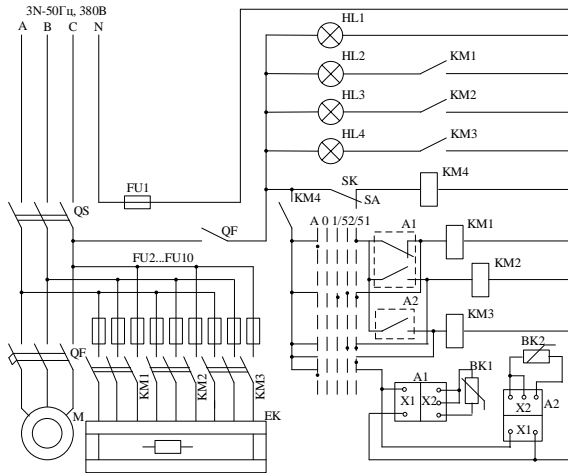 3N-50Гц, 380В
A B C N
HL1
HL2 KM1
HL3 KM2
HL4 KM3
FU1
SK
KM4
KM4
SA
QS
QF
A 0 1/52/51
A1
KM1
FU2...FU10
KM2
A2
KM3
QF
KM1
KM2
KM3
BK2
A1
BK1
X1 X2
X2 A2
X1
M
EK